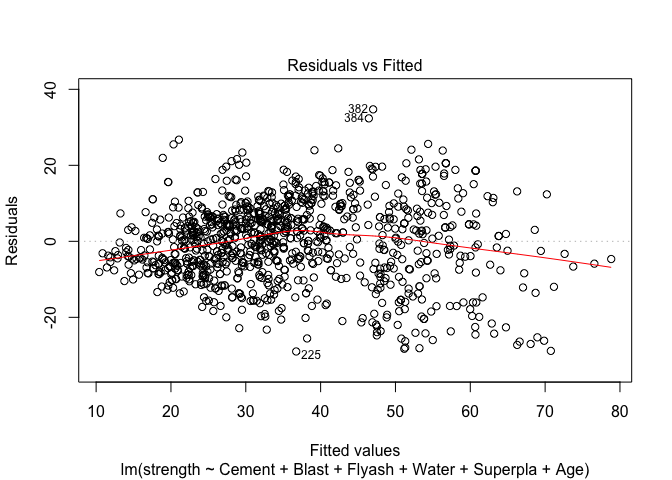 Residuals vs Fitted
Residuals
40
20
0
-20
382
384
225
10 20 30 40 50 60 70 80
Fitted values
lm(strength ~ Cement + Blast + Flyash + Water + Superpla + Age)